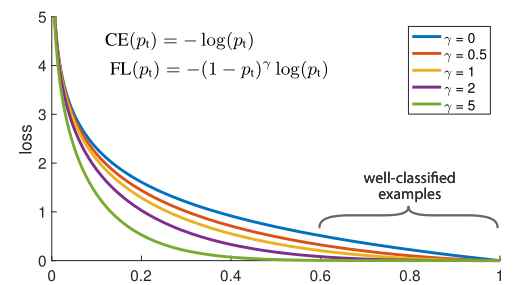 CE(pₜ) = − log(pₜ)
FL(pₜ) = −(1 − pₜ)^γ log(pₜ)
γ = 0
γ = 0.5
γ = 1
γ = 2
γ = 5
5
4
3
2
1
0
loss
well-classified
examples
0 0.2 0.4 0.6 0.8 1